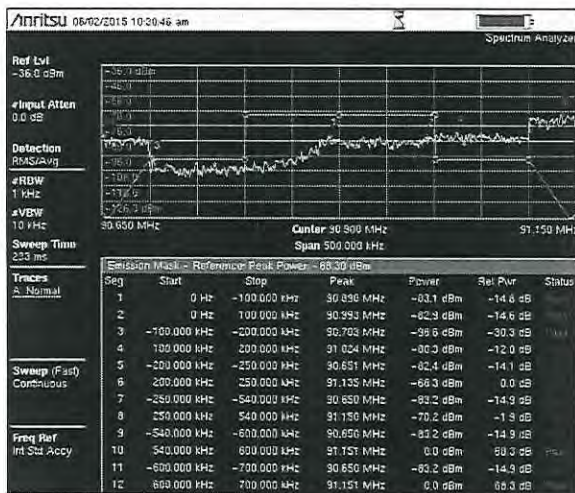 Anritsu 06/02/2015 10:30:46 am
Spectrum Analyzer
Ref Lvl
-36.0 dBm
#Input Atten
0.0 dB
Detection
RMS/Avg
#RBW
1 kHz
#VBW
10 kHz
Sweep Time
233 ms
Traces
A: Normal
Sweep (Fast)
Continuous
Freq Ref
Int Std Accy
-36.0 dBm
-126.0 dBm
90.650 MHz
Center 90.900 MHz
91.150 MHz
Span 500.000 kHz
Emission Mask - Reference Peak Power -68.30 dBm
Seg Start Stop Peak Power Rel Pwr Status
1 0 Hz -100.000 kHz 90.898 MHz -83.1 dBm -14.8 dB
2 0 Hz 100.000 kHz 90.993 MHz -82.9 dBm -14.6 dB
3 -100.000 kHz -200.000 kHz 90.703 MHz -98.6 dBm -30.3 dB
4 100.000 kHz 200.000 kHz 91.024 MHz -80.3 dBm -12.0 dB
5 -200.000 kHz -250.000 kHz 90.651 MHz -82.4 dBm -14.1 dB
6 200.000 kHz 250.000 kHz 91.135 MHz -68.3 dBm 0.0 dB
7 -250.000 kHz -540.000 kHz 90.650 MHz -83.2 dBm -14.9 dB
8 250.000 kHz 540.000 kHz 91.150 MHz -70.2 dBm -1.9 dB
9 -540.000 kHz -600.000 kHz 90.650 MHz -83.2 dBm -14.9 dB
10 540.000 kHz 600.000 kHz 91.151 MHz 0.0 dBm 68.3 dB
11 -600.000 kHz -700.000 kHz 90.650 MHz -83.2 dBm -14.9 dB
12 600.000 kHz 700.000 kHz 91.151 MHz 0.0 dBm 68.3 dB